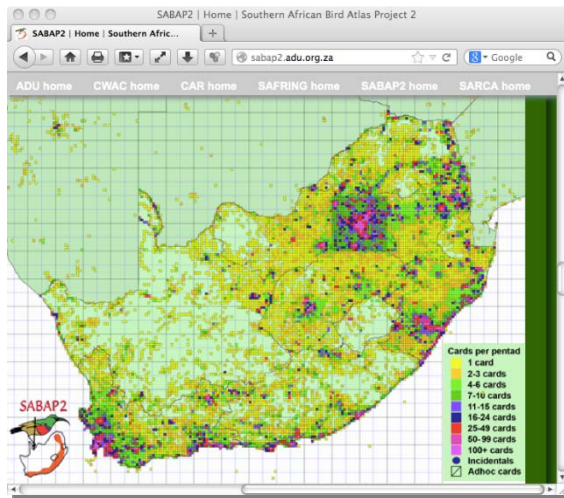 SABAP2 | Home | Southern African Bird Atlas Project 2
SABAP2 | Home | Southern Afric...
sabap2.adu.org.za
Google
ADU home CWAC home CAR home SAFRING home SABAP2 home SARCA home
Cards per pentad
1 card
2-3 cards
4-6 cards
7-10 cards
11-15 cards
16-24 cards
25-49 cards
50-99 cards
100+ cards
Incidentals
Adhoc cards
SABAP2